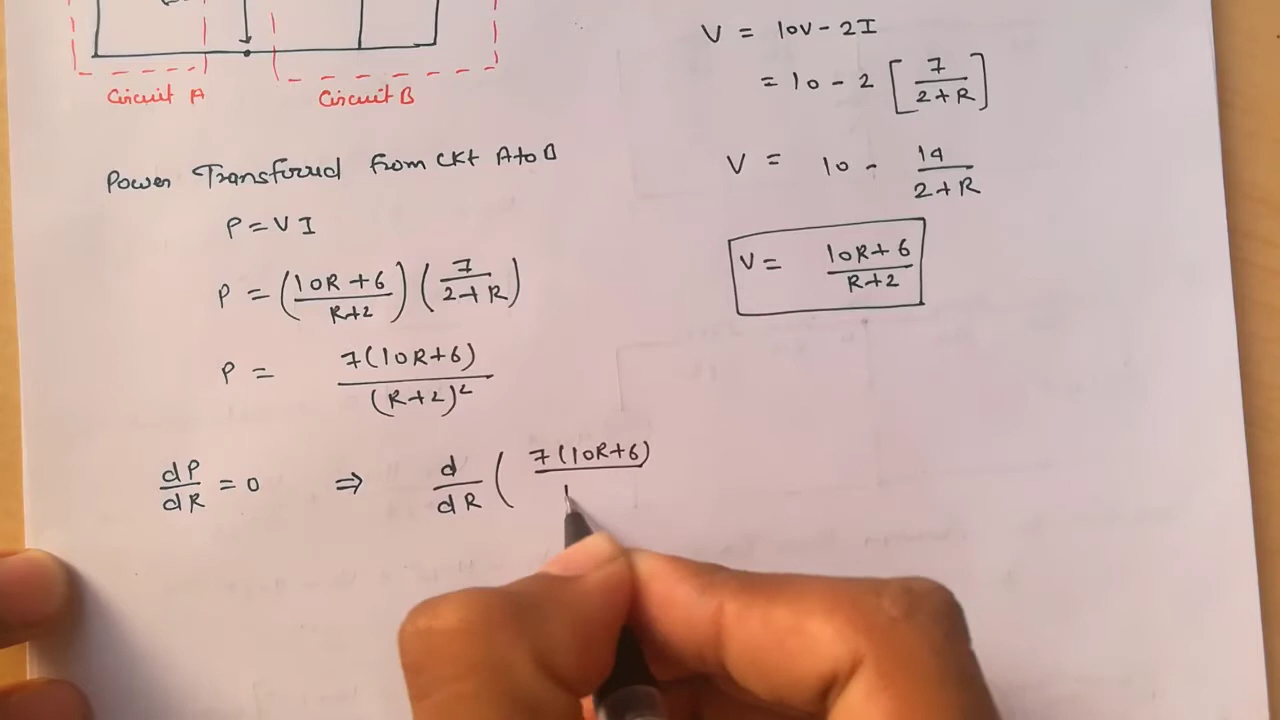 Circuit A
Circuit B
Power Transferred from CKt A to B
P = V I
P = (10R + 6 / R+2) (7 / 2+R)
P = 7(10R+6) / (R+2)²
dP/dR = 0 ⇒ d/dR ( 7(10R+6)
V = 10V - 2I
= 10 - 2 [7 / 2+R]
V = 10 - 14 / 2+R
V = 10R+6 / R+2